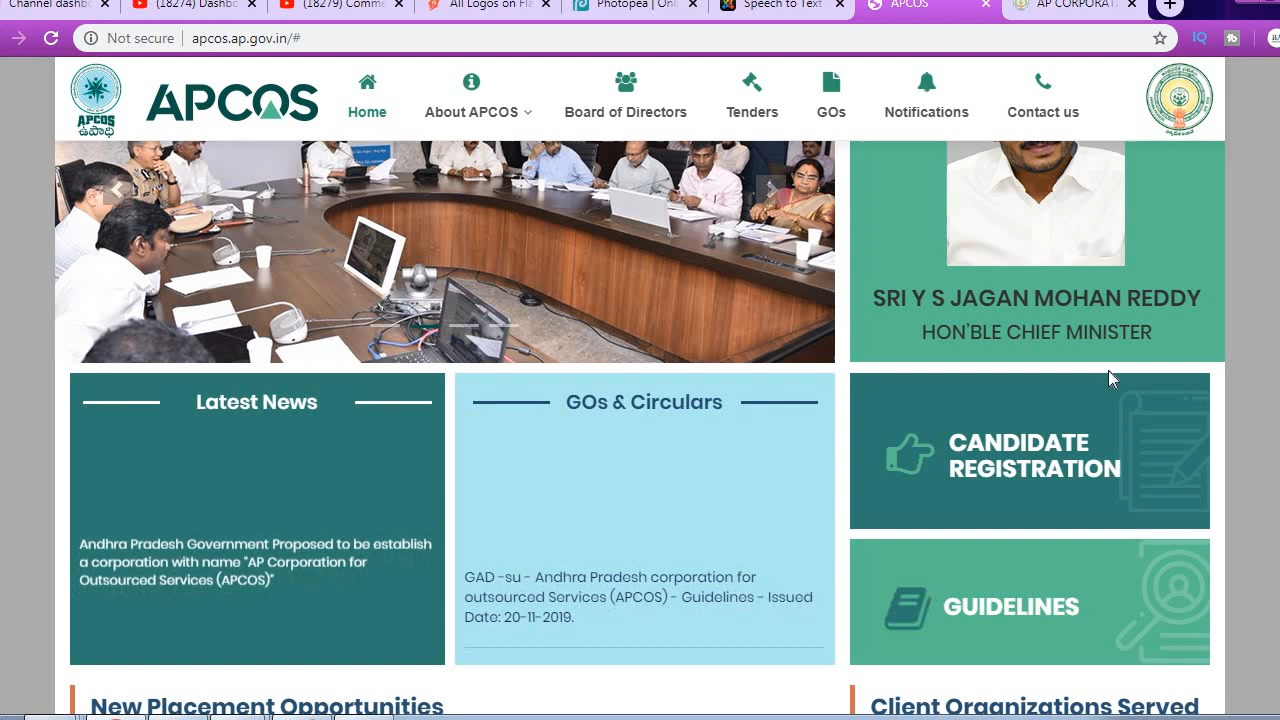 Channel dashbo
(18274) Dashbo
(18279) Comme
All Logos on Fla
Photopea | Onli
Speech to Text
APCOS
AP CORPORAT
Not secure | apcos.ap.gov.in/#
APCOS
ఉపాధి
APCOS
Home
About APCOS
Board of Directors
Tenders
GOs
Notifications
Contact us
SRI Y S JAGAN MOHAN REDDY
HON'BLE CHIEF MINISTER
Latest News
Andhra Pradesh Government Proposed to be establish
a corporation with name "AP Corporation for
Outsourced Services (APCOS)"
GOs & Circulars
GAD -su - Andhra Pradesh corporation for
outsourced Services (APCOS) - Guidelines - Issued
Date: 20-11-2019.
CANDIDATE
REGISTRATION
GUIDELINES
New Placement Opportunities
Client Organizations Served